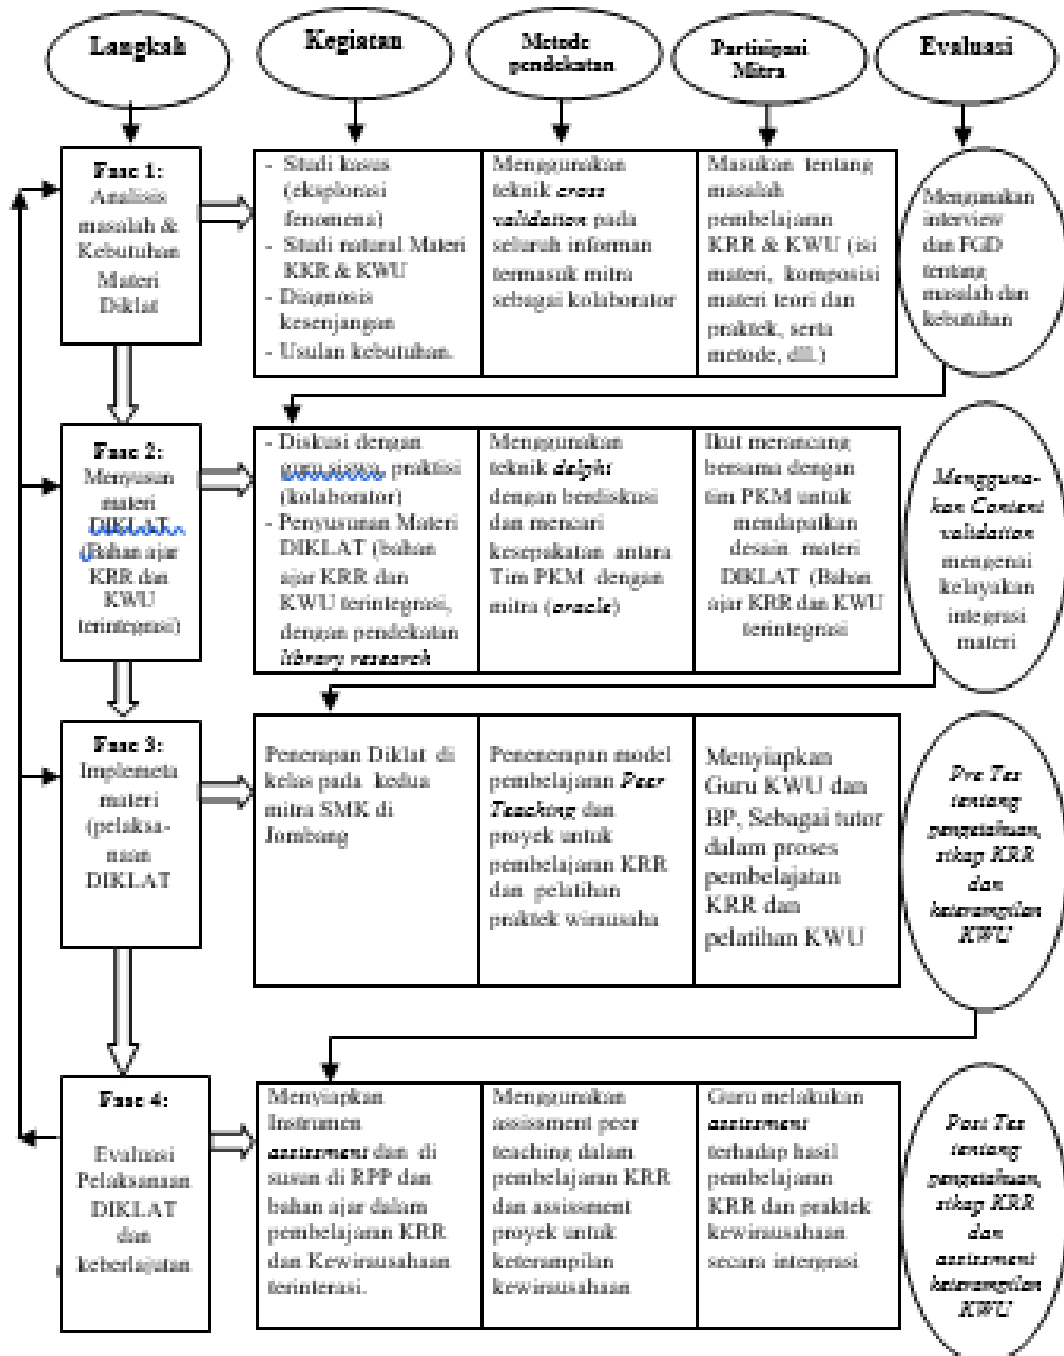 Langkah
Kegiatan
Metode
pendekatan
Partisipasi
Mitra
Evaluasi
Fase 1:
Analisis
masalah &
Kebutuhan
Materi
Diklat
- Studi kasus
(eksplorasi
fenomena)
- Studi natural Materi
KKR & KWU
- Diagnosis
kesenjangan
- Usulan kebutuhan.
Menggunakan
teknik cross
validation pada
seluruh informan
termasuk mitra
sebagai kolaborator
Masukan tentang
masalah
pembelajaran
KRR & KWU (isi
materi, komposisi
materi teori dan
praktek, serta
metode, dll.)
Mengunakan
interview
dan FGD
tentang
masalah dan
kebutuhan
Fase 2:
Menyusun
materi
DIKLAT
(Bahan ajar
KRR dan
KWU
terintegrasi)
- Diskusi dengan
guru siswa, praktisi
(kolaborator)
- Penyusunan Materi
DIKLAT (bahan
ajar KRR dan
KWU terintegrasi,
dengan pendekatan
library research
Menggunakan
teknik delght
dengan berdiskusi
dan mencari
kesepakatan antara
Tim PKM dengan
mitra (oracle)
Ikut merancang
bersama dengan
tim PKM untuk
mendapatkan
desain materi
DIKLAT (Bahan
ajar KRR dan KWU
terintegrasi
Mengguna-
kan Content
validation
mengenai
kelayakan
integrasi
materi
Fase 3:
Implemeta
materi
(pelaksa-
naan
DIKLAT
Penerapan Diklat di
kelas pada kedua
mitra SMK di
Jombang
Penenerapan model
pembelajaran Peer
Teaching dan
proyek untuk
pembelajaran KRR
dan pelatihan
praktek wirausaha
Menyiapkan
Guru KWU dan
BP, Sebagai tutor
dalam proses
pembelajatan
KRR dan
pelatihan KWU
Pre Tes
tentang
pengetahuan,
sikap KRR
dan
keterampilan
KWU
Fase 4:
Evaluasi
Pelaksanaan
DIKLAT
dan
keberlajutan
Menyiapkan
Instrumen
assisment dan di
susun di RPP dan
bahan ajar dalam
pembelajaran KRR
dan Kewirausahaan
terinterasi.
Menggunakan
assisment peer
teaching dalam
pembelajaran KRR
dan assissment
proyek untuk
keterampilan
kewirausahaan
Guru melakukan
assisment
terhadap hasil
pembelajaran
KRR dan praktek
kewirausahaan
secara intergrasi
Post Tes
tentang
pengetahuan,
sikap KRR
dan
assisment
keterampilan
KWU